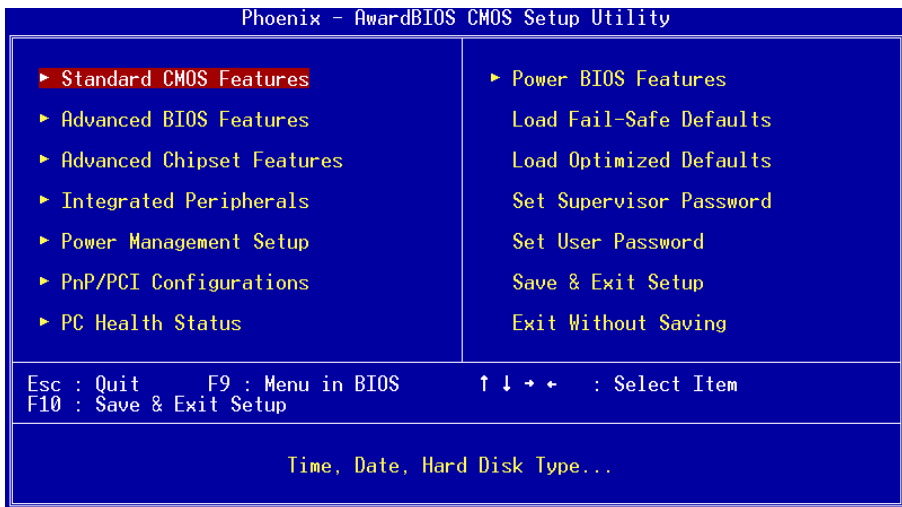 Phoenix - AwardBIOS CMOS Setup Utility
► Standard CMOS Features
► Advanced BIOS Features
► Advanced Chipset Features
► Integrated Peripherals
► Power Management Setup
► PnP/PCI Configurations
► PC Health Status
► Power BIOS Features
Load Fail-Safe Defaults
Load Optimized Defaults
Set Supervisor Password
Set User Password
Save & Exit Setup
Exit Without Saving
Esc : Quit F9 : Menu in BIOS ↑ ↓ → ← : Select Item
F10 : Save & Exit Setup
Time, Date, Hard Disk Type...